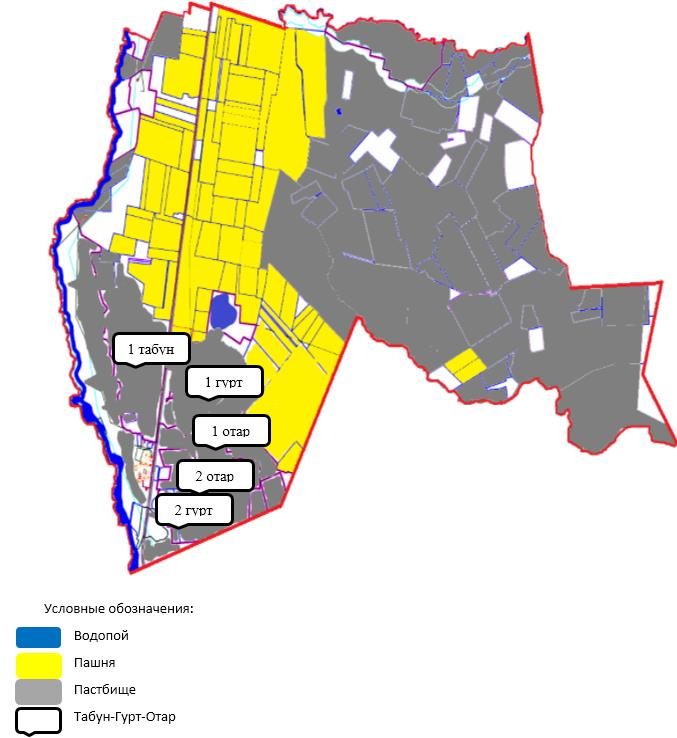 1 табун
1 гурт
1 отар
2 отар
2 гурт
Условные обозначения:
Водопой
Пашня
Пастбище
Табун-Гурт-Отар